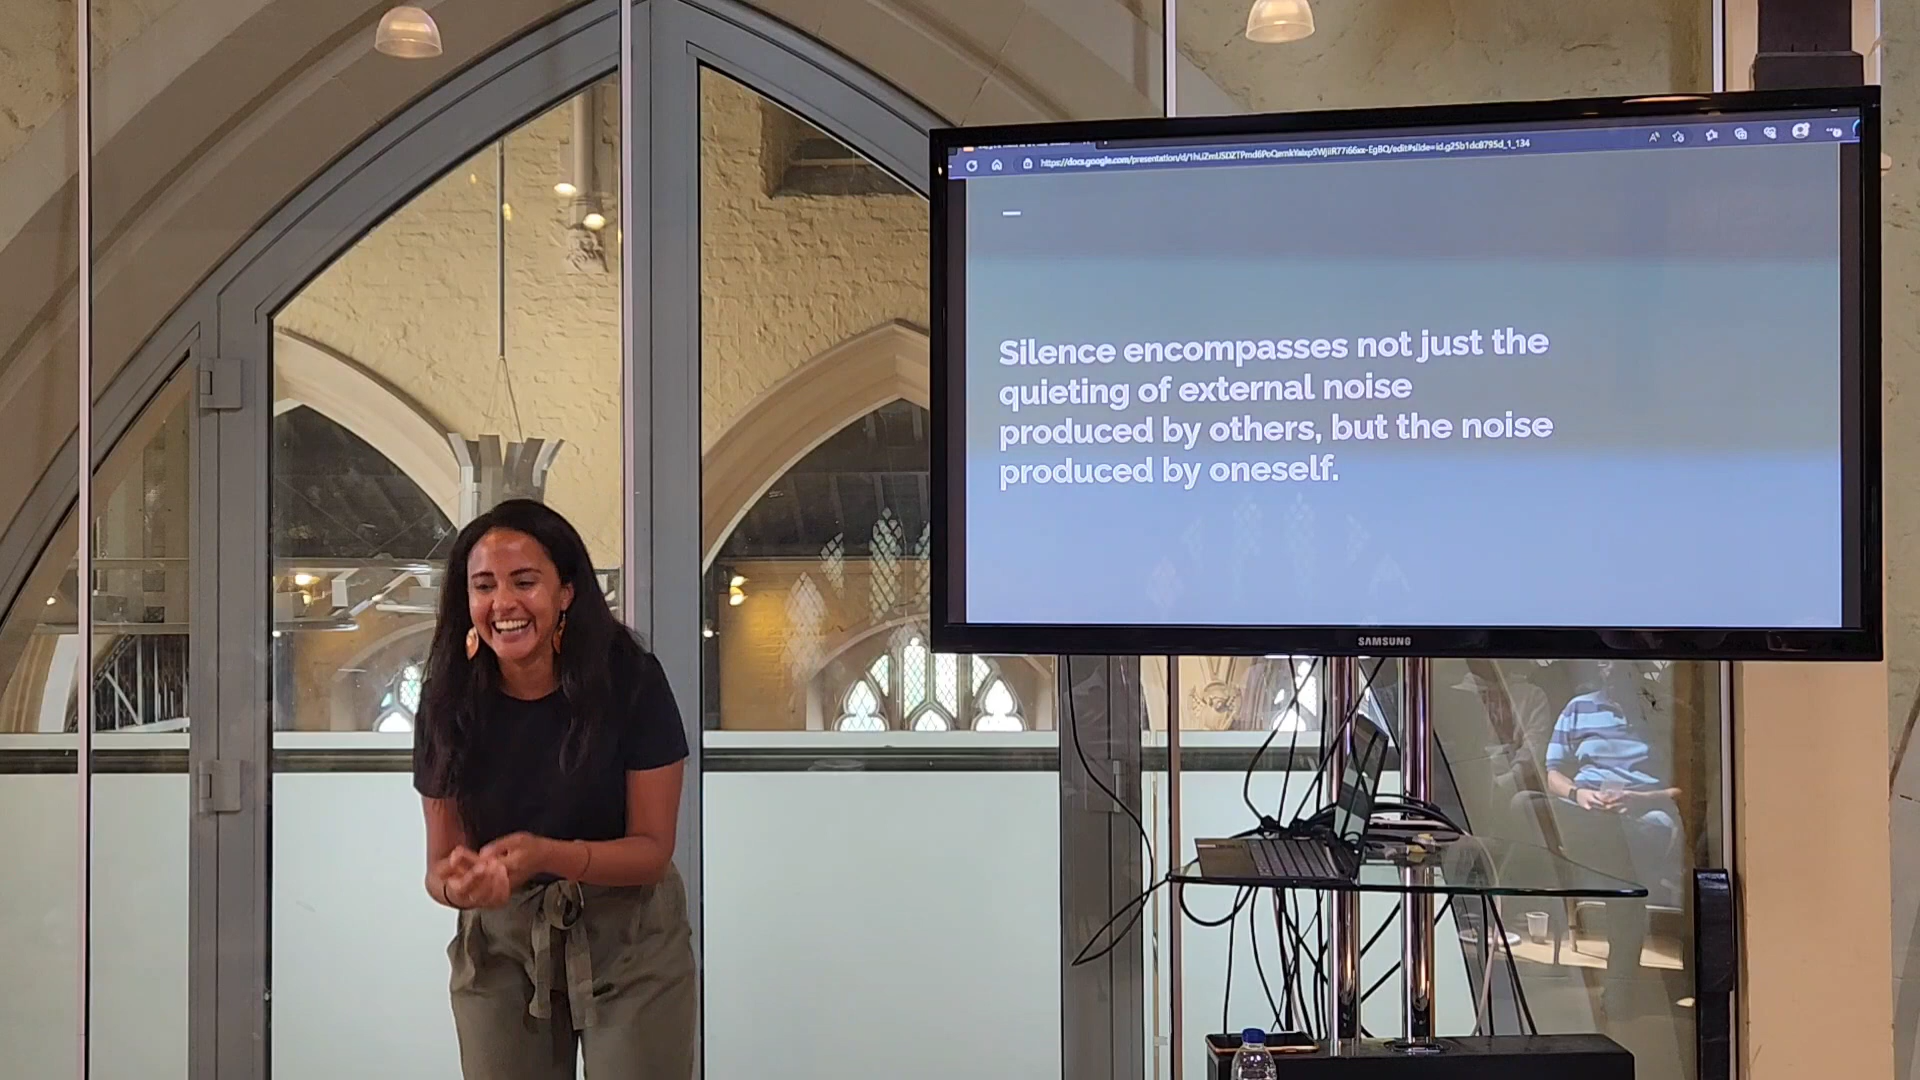 Silence encompasses not just the
quieting of external noise
produced by others, but the noise
produced by oneself.
SAMSUNG